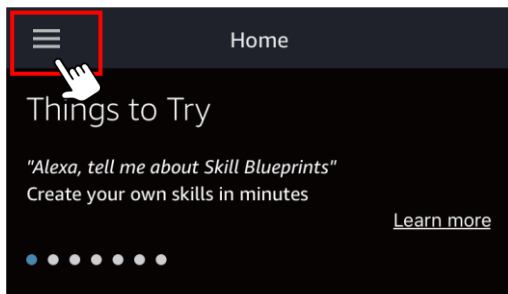 Home
Things to Try
"Alexa, tell me about Skill Blueprints"
Create your own skills in minutes
Learn more